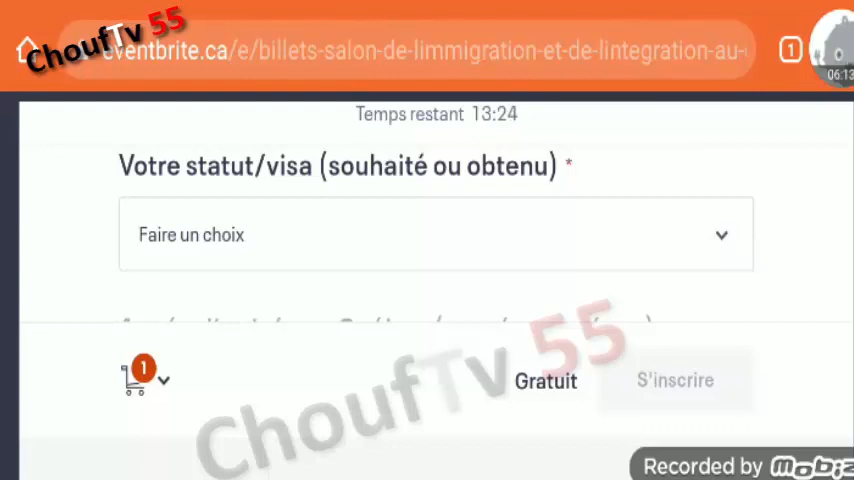 ChoufTv 55
eventbrite.ca/e/billets-salon-de-limmigration-et-de-lintegration-au-
1
06:13
Temps restant 13:24
Votre statut/visa (souhaité ou obtenu) *
Faire un choix
1
Gratuit
S'inscrire
ChoufTv 55
Recorded by mobiz